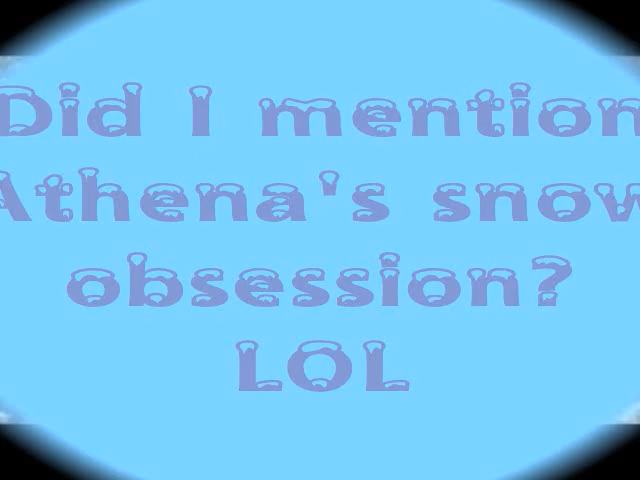 Did I mention
Athena's snow
obsession?
LOL